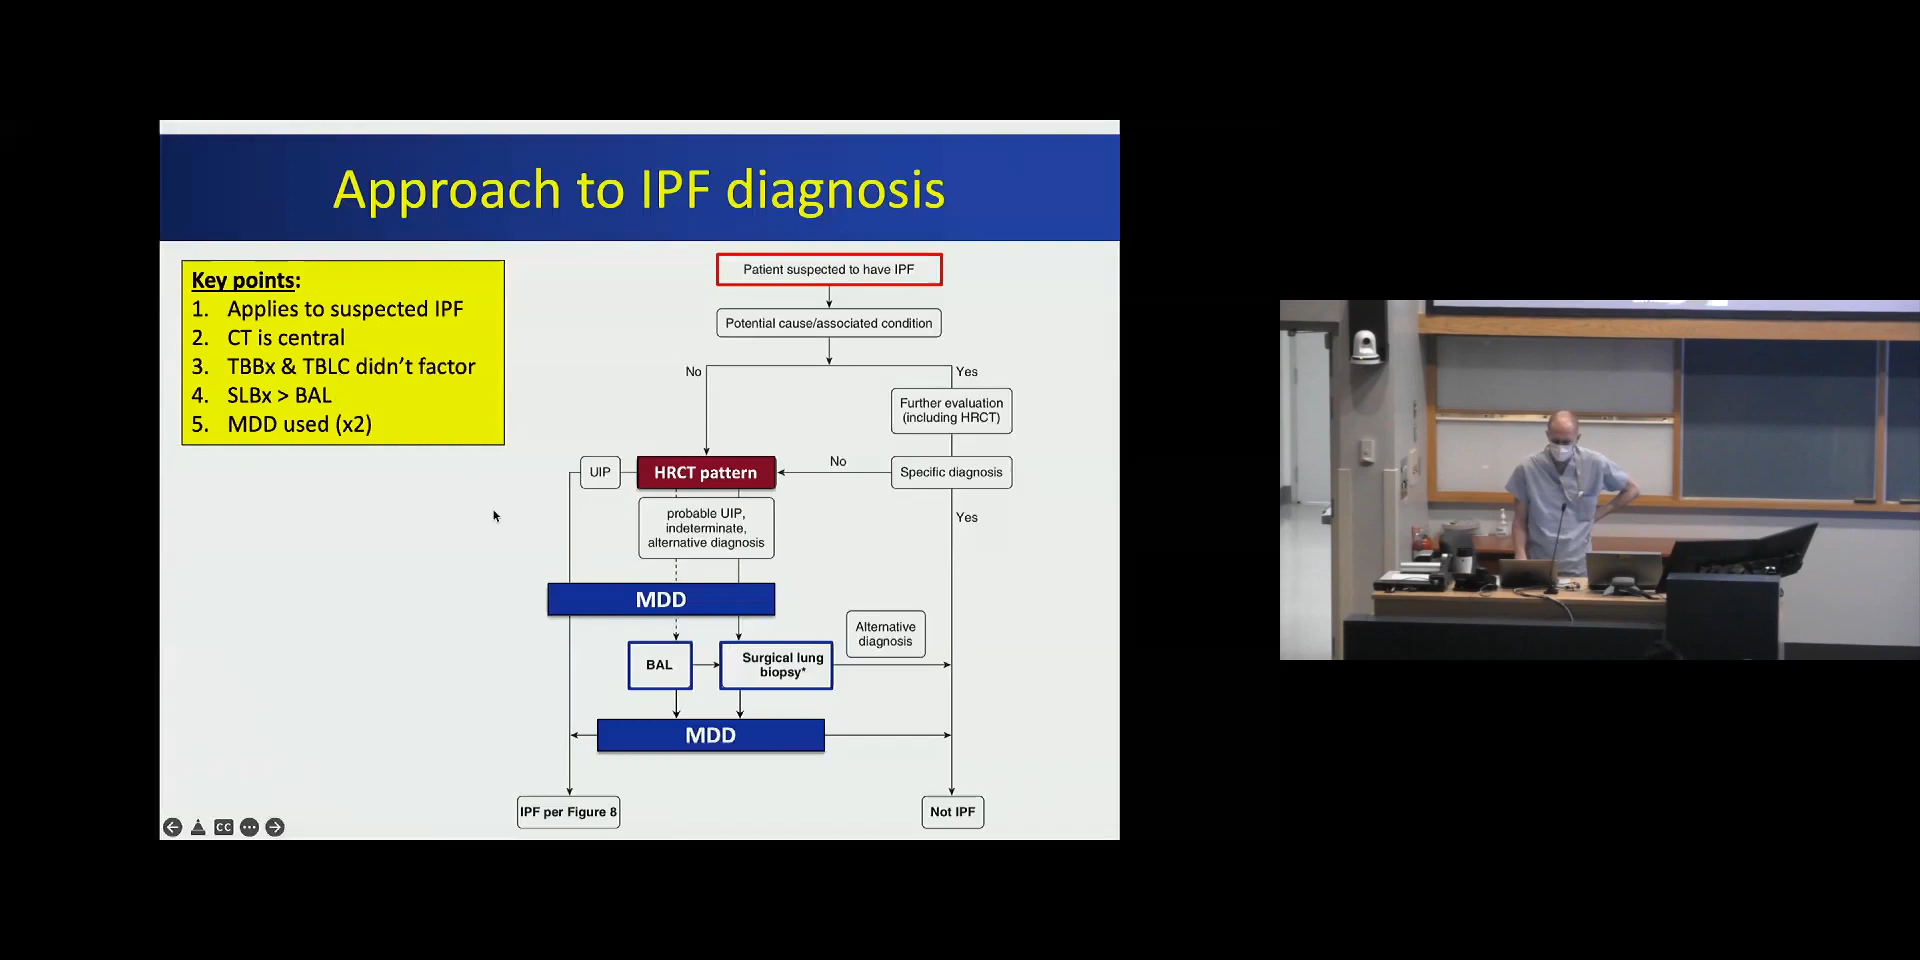 Approach to IPF diagnosis
Key points:
1. Applies to suspected IPF
2. CT is central
3. TBBx & TBLC didn't factor
4. SLBx > BAL
5. MDD used (x2)
Patient suspected to have IPF
Potential cause/associated condition
No
Yes
Further evaluation
(including HRCT)
UIP
HRCT pattern
No
Specific diagnosis
probable UIP,
indeterminate,
alternative diagnosis
Yes
MDD
Alternative
diagnosis
BAL
Surgical lung
biopsy*
MDD
IPF per Figure 8
Not IPF
CC